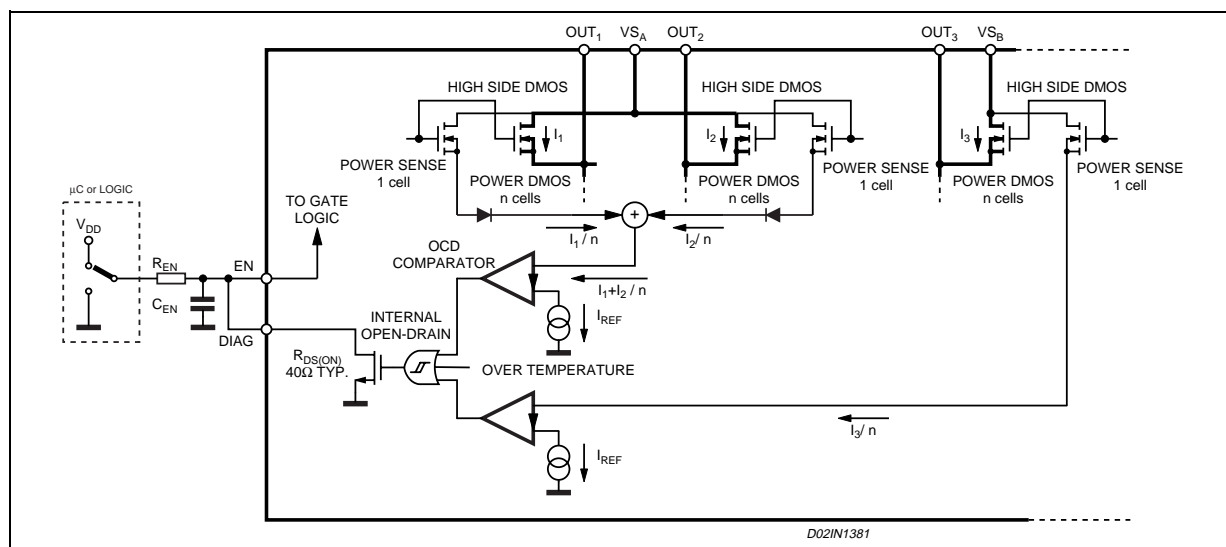 OUT1 VSA OUT2 OUT3 VSB
HIGH SIDE DMOS
HIGH SIDE DMOS
HIGH SIDE DMOS
I1
I2
I3
POWER SENSE
1 cell
POWER DMOS
n cells
POWER DMOS
n cells
POWER SENSE
1 cell
POWER DMOS
n cells
POWER SENSE
1 cell
μC or LOGIC
VDD
REN
CEN
EN
DIAG
TO GATE
LOGIC
+
I1 / n
I2 / n
OCD
COMPARATOR
I1+I2 / n
IREF
INTERNAL
OPEN-DRAIN
RDS(ON)
40Ω TYP.
OVER TEMPERATURE
I3/ n
IREF
D02IN1381